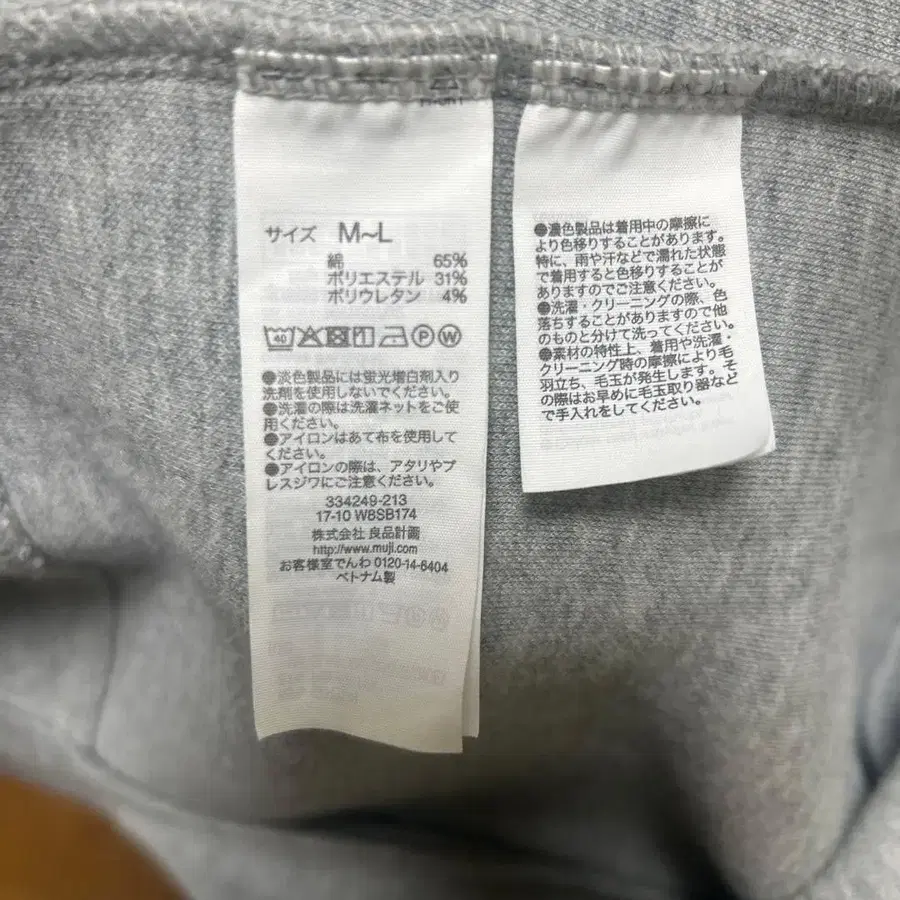 サイズ M~L
綿 65%
ポリエステル 31%
ポリウレタン 4%
40 P W
●淡色製品には蛍光増白剤入り
洗剤を使用しないでください。
●洗濯の際は洗濯ネットをご使
用ください。
●アイロンはあて布を使用して
ください。
●アイロンの際は、アタリやプ
レスジワにご注意ください。
334249-213
17-10 W8SB174
株式会社 良品計画
http://www.muji.com
お客様室でんわ 0120-14-6404
ベトナム製
●濃色製品は着用中の摩擦に
より色移りすることがあります。
特に、雨や汗などで濡れた状態
で着用すると色移りすることが
ありますのでご注意ください。
●洗濯・クリーニングの際、色
落ちすることがありますので他
のものと分けて洗ってください。
●素材の特性上、着用や洗濯・
クリーニング時の摩擦により毛
羽立ち、毛玉が発生します。そ
の際はお早めに毛玉取り器など
で手入れをしてください。